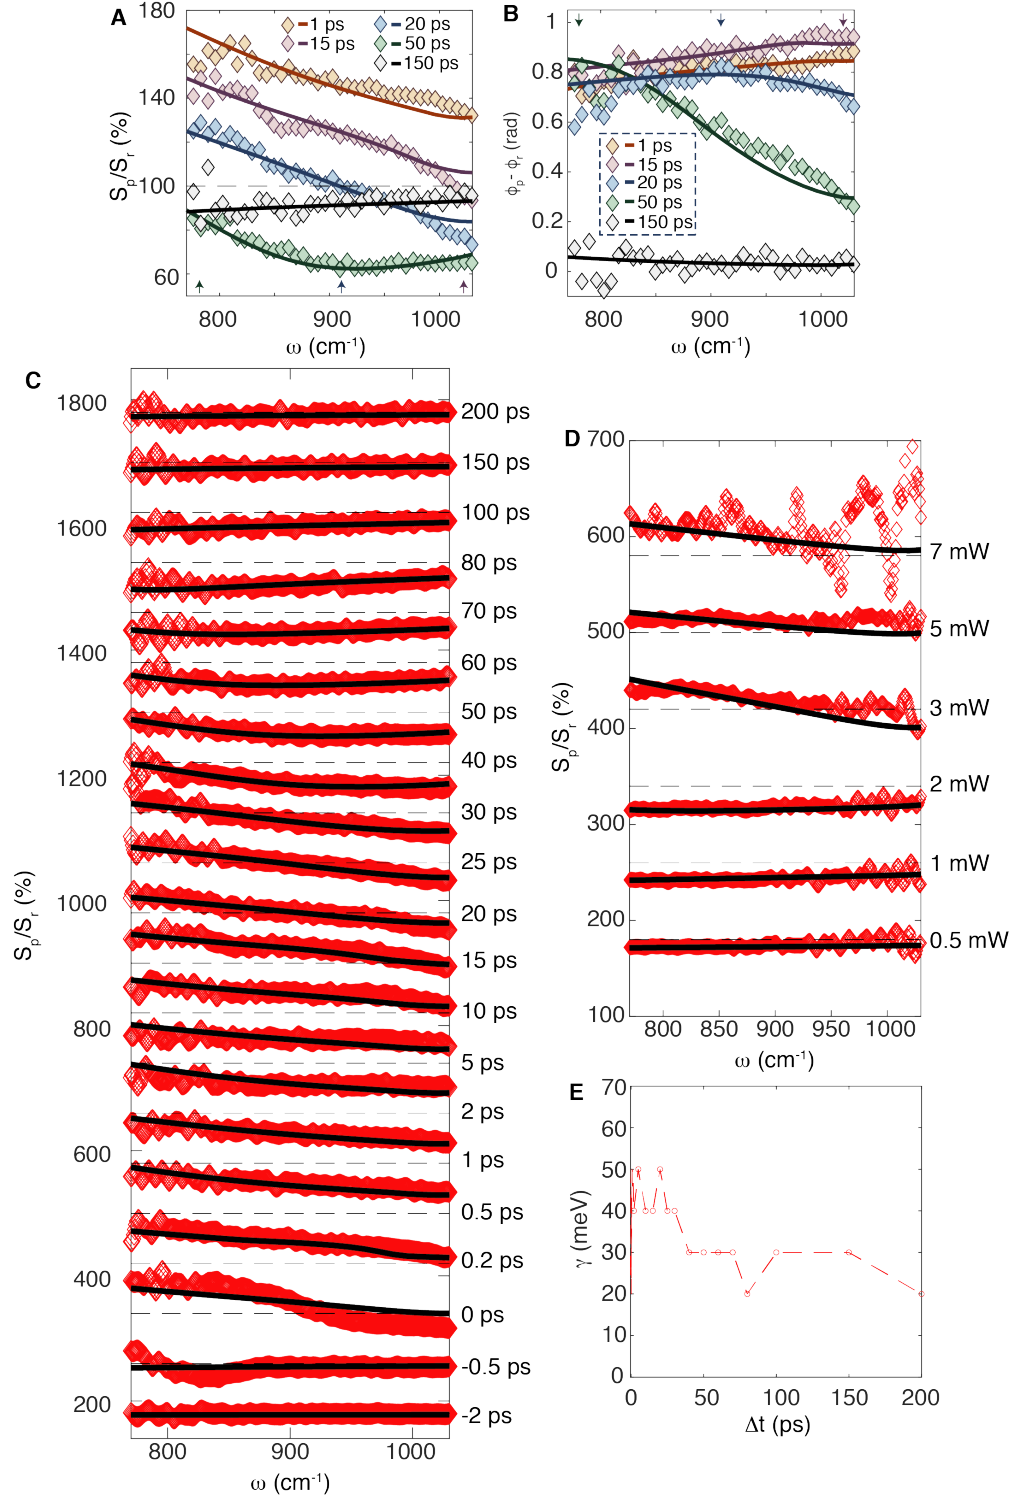 A
180
140
100
60
S_p/S_r (%)
1 ps
15 ps
20 ps
50 ps
150 ps
800
900
1000
ω (cm⁻¹)
B
1
0.8
0.6
0.4
0.2
0
ϕ_p- ϕ_r (rad)
1 ps
15 ps
20 ps
50 ps
150 ps
800
900
1000
ω (cm⁻¹)
C
1800
1600
1400
1200
1000
800
600
400
200
S_p/S_r (%)
200 ps
150 ps
100 ps
80 ps
70 ps
60 ps
50 ps
40 ps
30 ps
25 ps
20 ps
15 ps
10 ps
5 ps
2 ps
1 ps
0.5 ps
0.2 ps
0 ps
-0.5 ps
-2 ps
800
900
1000
ω (cm⁻¹)
D
700
600
500
400
300
200
100
S_p/S_r (%)
7 mW
5 mW
3 mW
2 mW
1 mW
0.5 mW
800
850
900
950
1000
ω (cm⁻¹)
E
70
60
50
40
30
20
10
0
γ (meV)
0
50
100
150
200
Δt (ps)